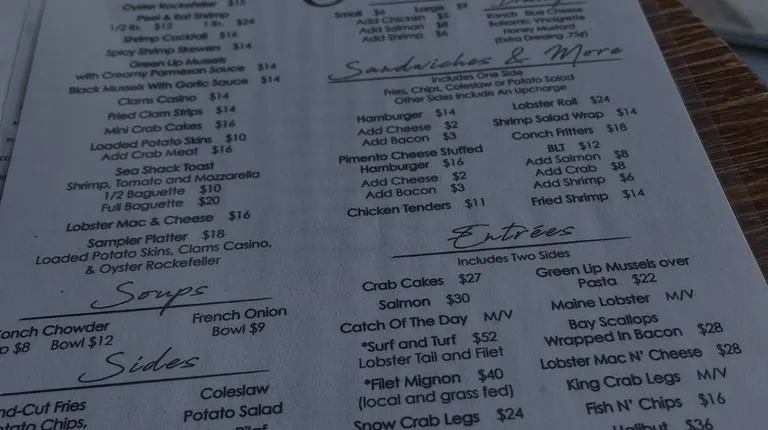 Oyster Rockefeller $15
Peel & Eat Shrimp
1/2 lb. $12 1 lb. $24
Shrimp Cocktail $16
Spicy Shrimp Skewers $14
Green Lip Mussels
with Creamy Parmesan Sauce $14
Black Mussels With Garlic Sauce $14
Clams Casino $14
Fried Clam Strips $14
Mini Crab Cakes $16
Loaded Potato Skins $10
Add Crab Meat $16
Sea Shack Toast
Shrimp, Tomato and Mozzarella
1/2 Baguette $10
Full Baguette $20
Lobster Mac & Cheese $16
Sampler Platter $18
Loaded Potato Skins, Clams Casino,
& Oyster Rockefeller
Soups
Conch Chowder
$8 Bowl $12
French Onion
Bowl $9
Sides
nd-Cut Fries
Chips,
Coleslaw
Potato Salad
Small $6 Large $9
Add Chicken $5
Add Salmon $8
Add Shrimp $6
Ranch Blue Cheese
Balsamic Vinaigrette
Honey Mustard
(Extra Dressing .75¢)
Sandwiches & More
Includes One Side
Fries, Chips, Coleslaw or Potato Salad
Other Sides Include An Upcharge
Hamburger $14
Add Cheese $2
Add Bacon $3
Pimento Cheese Stuffed
Hamburger $16
Add Cheese $2
Add Bacon $3
Chicken Tenders $11
Lobster Roll $24
Shrimp Salad Wrap $14
Conch Fritters $18
BLT $12
Add Salmon $8
Add Crab $8
Add Shrimp $6
Fried Shrimp $14
Entrées
Includes Two Sides
Crab Cakes $27
Salmon $30
Catch Of The Day M/V
*Surf and Turf $52
Lobster Tail and Filet
*Filet Mignon $40
(local and grass fed)
Snow Crab Legs $24
Green Lip Mussels over
Pasta $22
Maine Lobster M/V
Bay Scallops
Wrapped In Bacon $28
Lobster Mac N' Cheese $28
King Crab Legs M/V
Fish N' Chips $16
Halibut $36